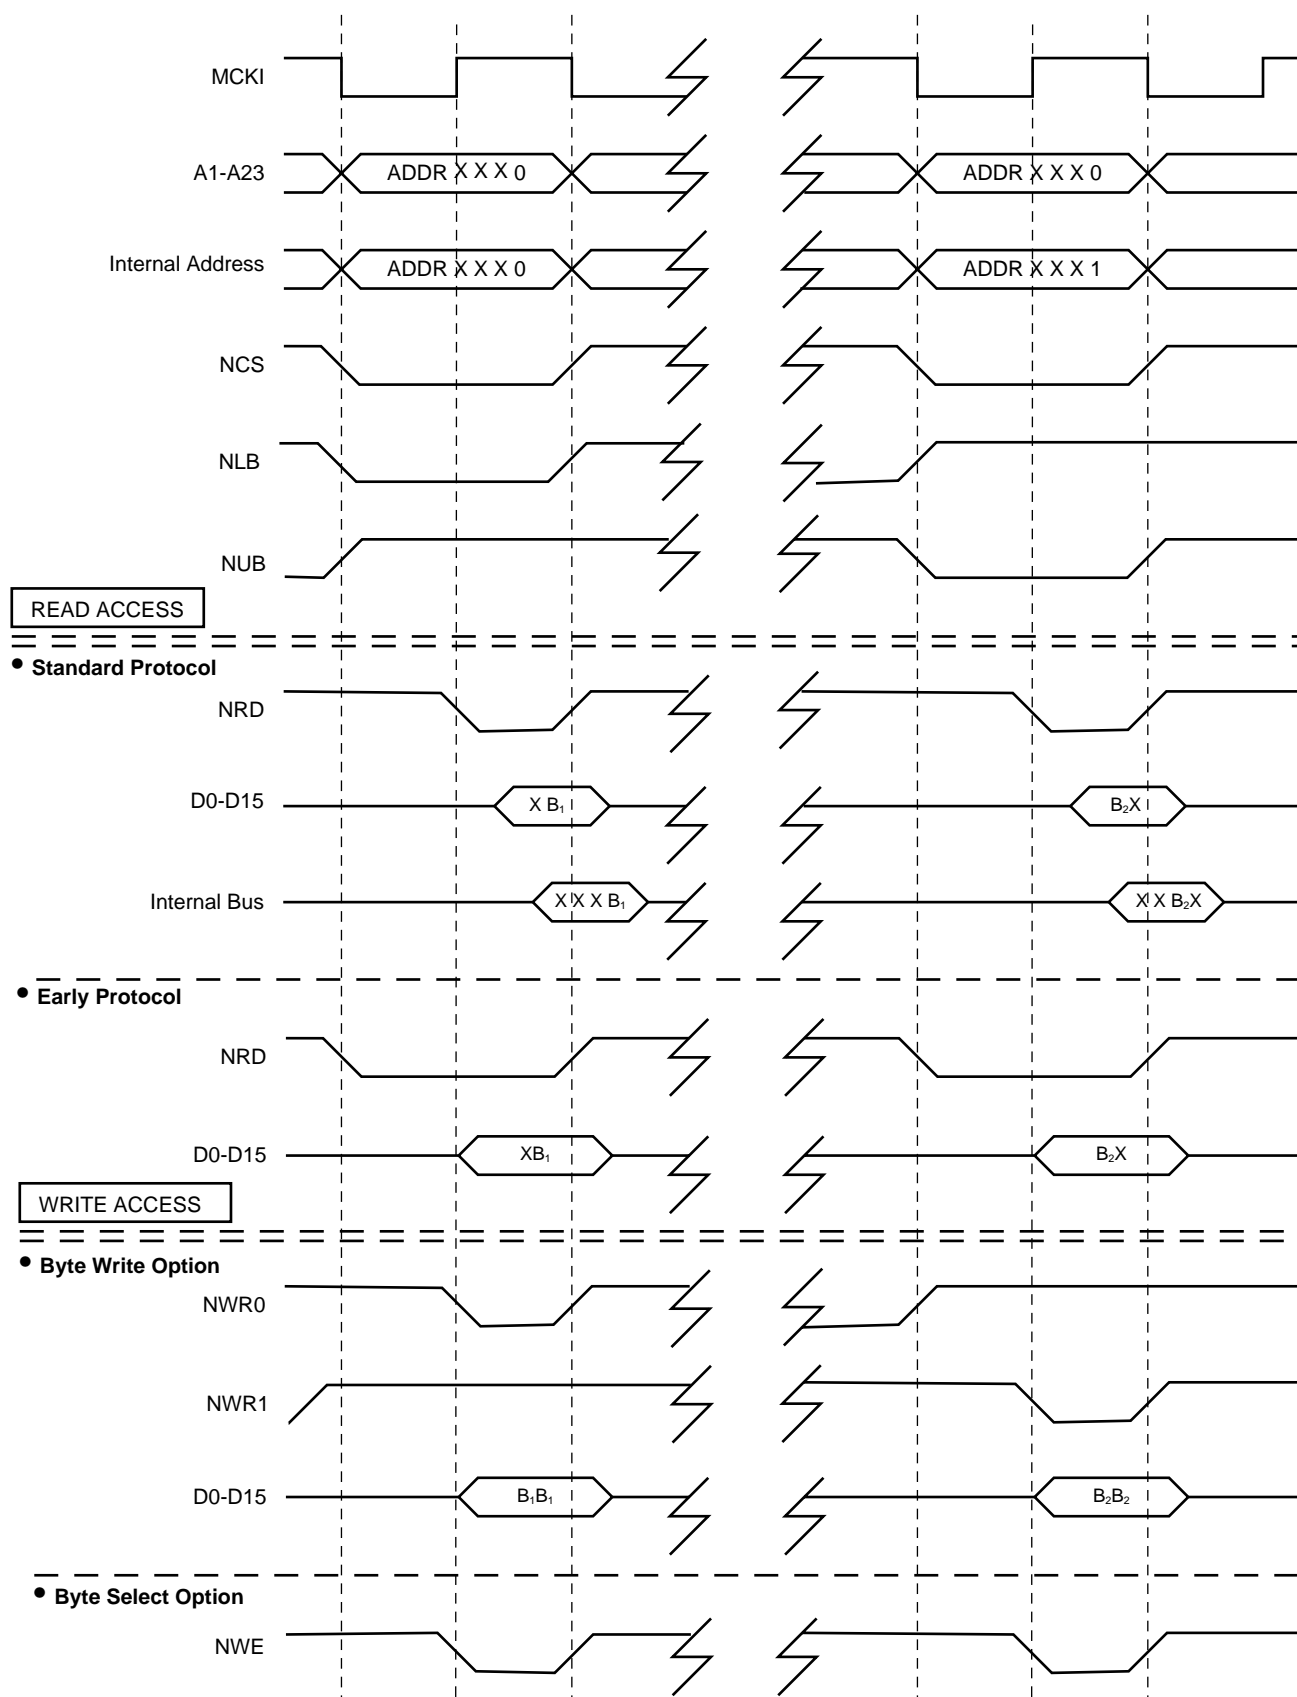 MCKI
A1-A23 ADDR X X X 0 ADDR X X X 0
Internal Address ADDR X X X 0 ADDR X X X 1
NCS
NLB
NUB
READ ACCESS
• Standard Protocol
NRD
D0-D15 X B₁ B₂X
Internal Bus X X X B₁ X X B₂X
• Early Protocol
NRD
D0-D15 XB₁ B₂X
WRITE ACCESS
• Byte Write Option
NWR0
NWR1
D0-D15 B₁B₁ B₂B₂
• Byte Select Option
NWE